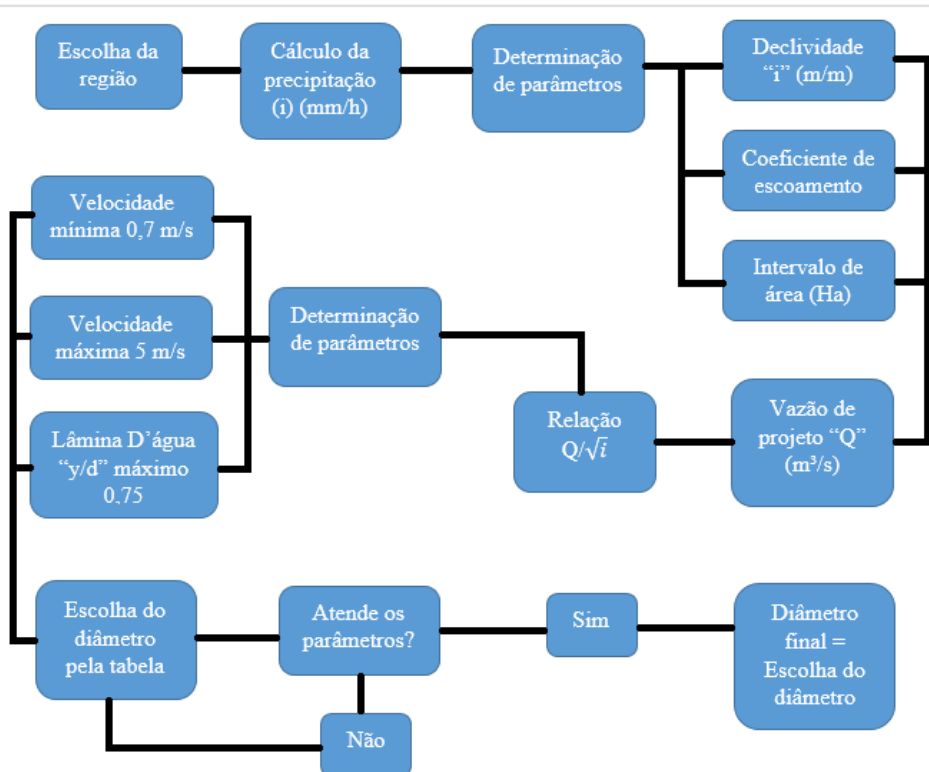 Escolha da
região
Cálculo da
precipitação
(i) (mm/h)
Determinação
de parâmetros
Declividade
“i” (m/m)
Coeficiente de
escoamento
Intervalo de
área (Ha)
Vazão de
projeto “Q”
(m³/s)
Relação
Q/√i
Determinação
de parâmetros
Velocidade
mínima 0,7 m/s
Velocidade
máxima 5 m/s
Lâmina D’água
“y/d” máximo
0,75
Escolha do
diâmetro
pela tabela
Atende os
parâmetros?
Não
Sim
Diâmetro
final =
Escolha do
diâmetro